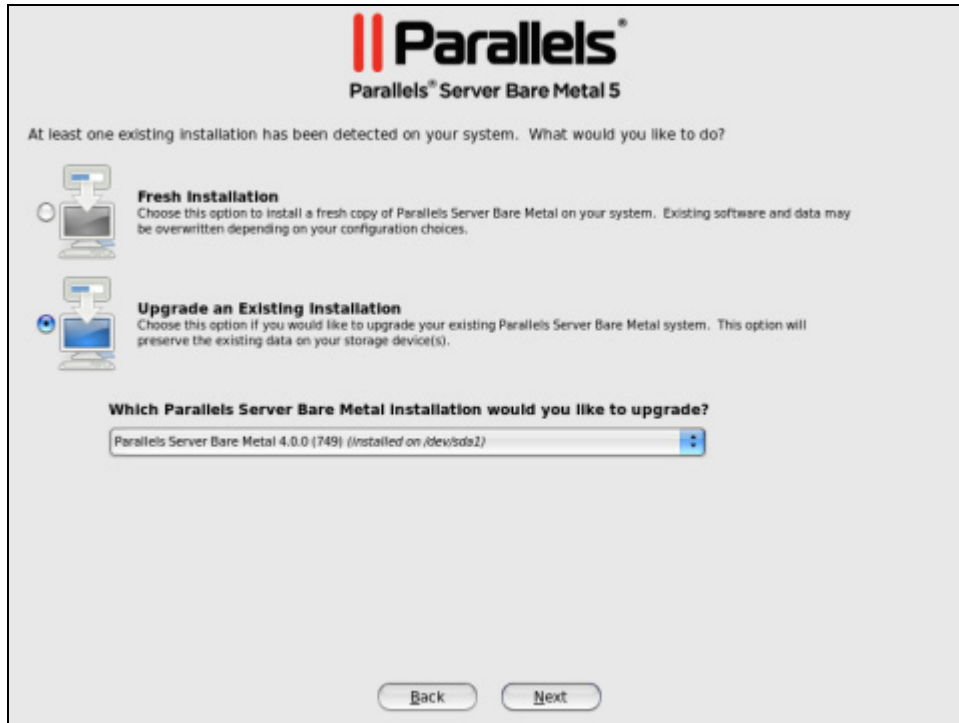 Parallels®
Parallels® Server Bare Metal 5
At least one existing installation has been detected on your system. What would you like to do?
Fresh Installation
Choose this option to install a fresh copy of Parallels Server Bare Metal on your system. Existing software and data may
be overwritten depending on your configuration choices.
Upgrade an Existing Installation
Choose this option if you would like to upgrade your existing Parallels Server Bare Metal system. This option will
preserve the existing data on your storage device(s).
Which Parallels Server Bare Metal installation would you like to upgrade?
Parallels Server Bare Metal 4.0.0 (749) (installed on /dev/sda1)
Back Next